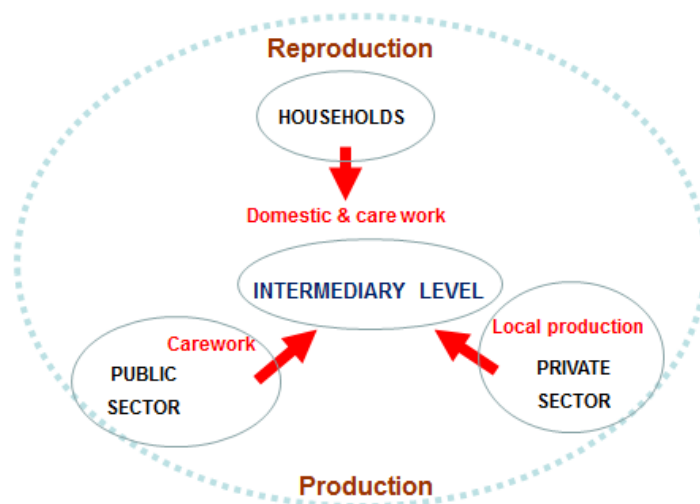 Reproduction
HOUSEHOLDS
Domestic & care work
INTERMEDIARY LEVEL
Carework
PUBLIC
SECTOR
Local production
PRIVATE
SECTOR
Production